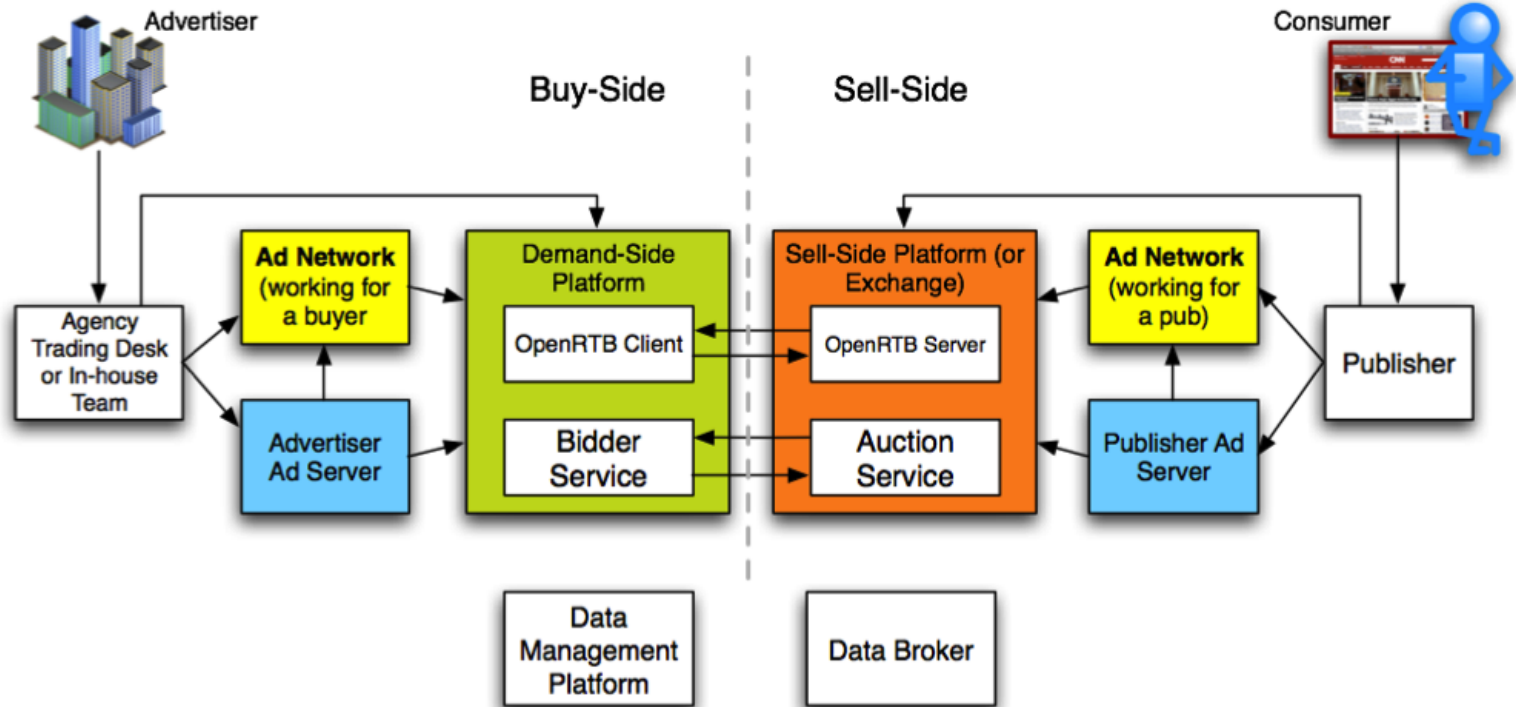 Advertiser
Consumer
Buy-Side
Sell-Side
CNN
Ad Network
(working for
a buyer
Demand-Side
Platform
Sell-Side Platform (or
Exchange)
Ad Network
(working for
a pub)
Agency
Trading Desk
or In-house
Team
OpenRTB Client
OpenRTB Server
Publisher
Advertiser
Ad Server
Bidder
Service
Auction
Service
Publisher Ad
Server
Data
Management
Platform
Data Broker